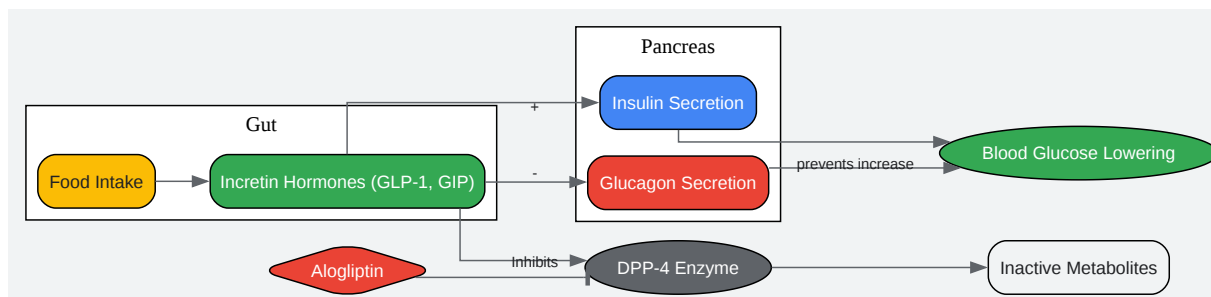 Pancreas
Insulin Secretion
+
Gut
Blood Glucose Lowering
prevents increase
Food Intake
Incretin Hormones (GLP-1, GIP)
-
Glucagon Secretion
Inhibits
Alogliptin
DPP-4 Enzyme
Inactive Metabolites